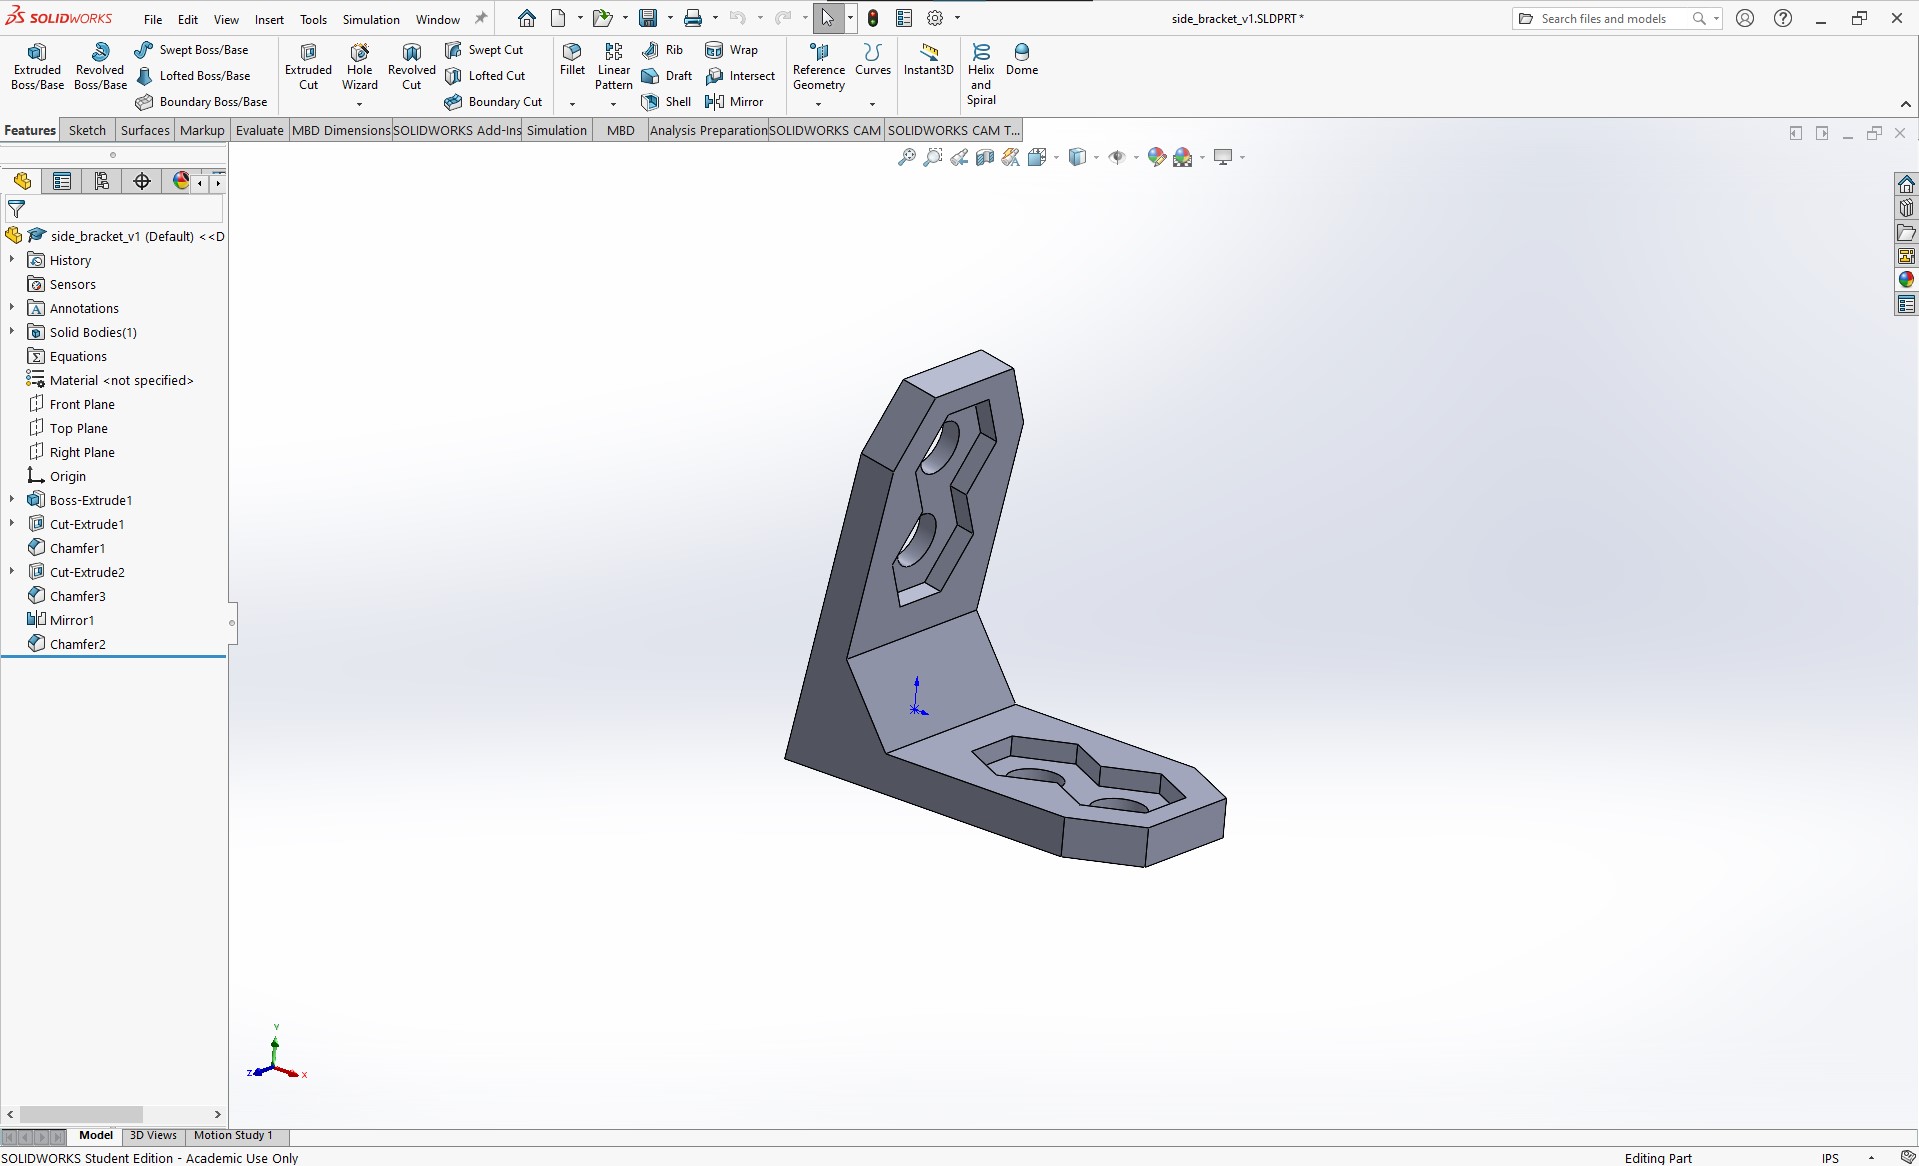 SOLIDWORKS File Edit View Insert Tools Simulation Window side_bracket_v1.SLDPRT * Search files and models
Extruded Boss/Base
Revolved Boss/Base
Swept Boss/Base
Lofted Boss/Base
Boundary Boss/Base
Extruded Cut
Hole Wizard
Revolved Cut
Swept Cut
Lofted Cut
Boundary Cut
Fillet
Linear Pattern
Rib
Draft
Shell
Wrap
Intersect
Mirror
Reference Geometry
Curves
Instant3D
Helix and Spiral
Dome
Features Sketch Surfaces Markup Evaluate MBD Dimensions SOLIDWORKS Add-Ins Simulation MBD Analysis Preparation SOLIDWORKS CAM SOLIDWORKS CAM T...
side_bracket_v1 (Default) <<D
History
Sensors
A Annotations
Solid Bodies(1)
Equations
Material <not specified>
Front Plane
Top Plane
Right Plane
Origin
Boss-Extrude1
Cut-Extrude1
Chamfer1
Cut-Extrude2
Chamfer3
Mirror1
Chamfer2
Y
Z
X
Model 3D Views Motion Study 1
SOLIDWORKS Student Edition - Academic Use Only Editing Part IPS